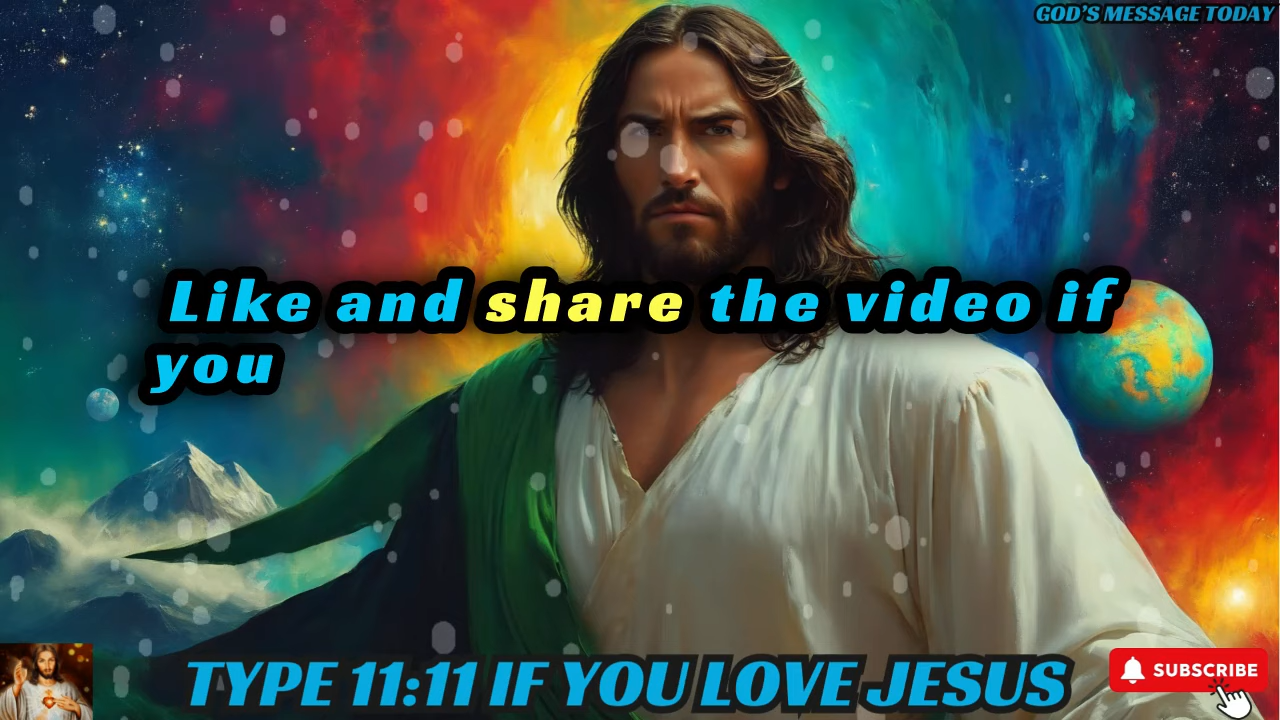 GOD'S MESSAGE TODAY
Like and share the video if
you
TYPE 11:11 IF YOU LOVE JESUS
SUBSCRIBE